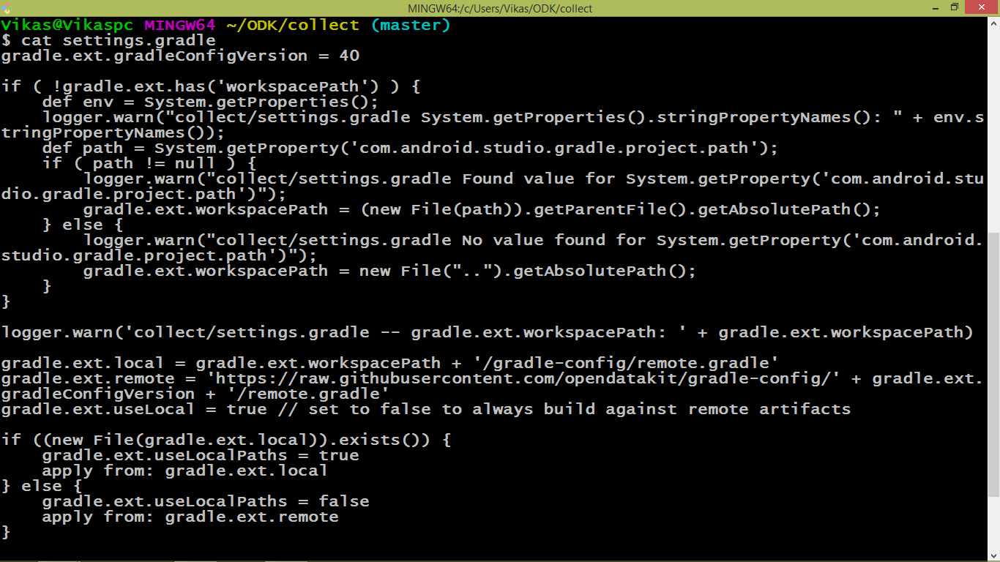 MINGW64:/c/Users/Vikas/ODK/collect
Vikas@Vikaspc MINGW64 ~/ODK/collect (master)
$ cat settings.gradle
gradle.ext.gradleConfigVersion = 40

if ( !gradle.ext.has('workspacePath') ) {
    def env = System.getProperties();
    logger.warn("collect/settings.gradle System.getProperties().stringPropertyNames(): " + env.s
tringPropertyNames());
    def path = System.getProperty('com.android.studio.gradle.project.path');
    if ( path != null ) {
        logger.warn("collect/settings.gradle Found value for System.getProperty('com.android.stu
dio.gradle.project.path')");
        gradle.ext.workspacePath = (new File(path)).getParentFile().getAbsolutePath();
    } else {
        logger.warn("collect/settings.gradle No value found for System.getProperty('com.android.
studio.gradle.project.path')");
        gradle.ext.workspacePath = new File("..").getAbsolutePath();
    }
}

logger.warn('collect/settings.gradle -- gradle.ext.workspacePath: ' + gradle.ext.workspacePath)

gradle.ext.local = gradle.ext.workspacePath + '/gradle-config/remote.gradle'
gradle.ext.remote = 'https://raw.githubusercontent.com/opendatakit/gradle-config/' + gradle.ext.
gradleConfigVersion + '/remote.gradle'
gradle.ext.useLocal = true // set to false to always build against remote artifacts

if ((new File(gradle.ext.local)).exists()) {
    gradle.ext.useLocalPaths = true
    apply from: gradle.ext.local
} else {
    gradle.ext.useLocalPaths = false
    apply from: gradle.ext.remote
}